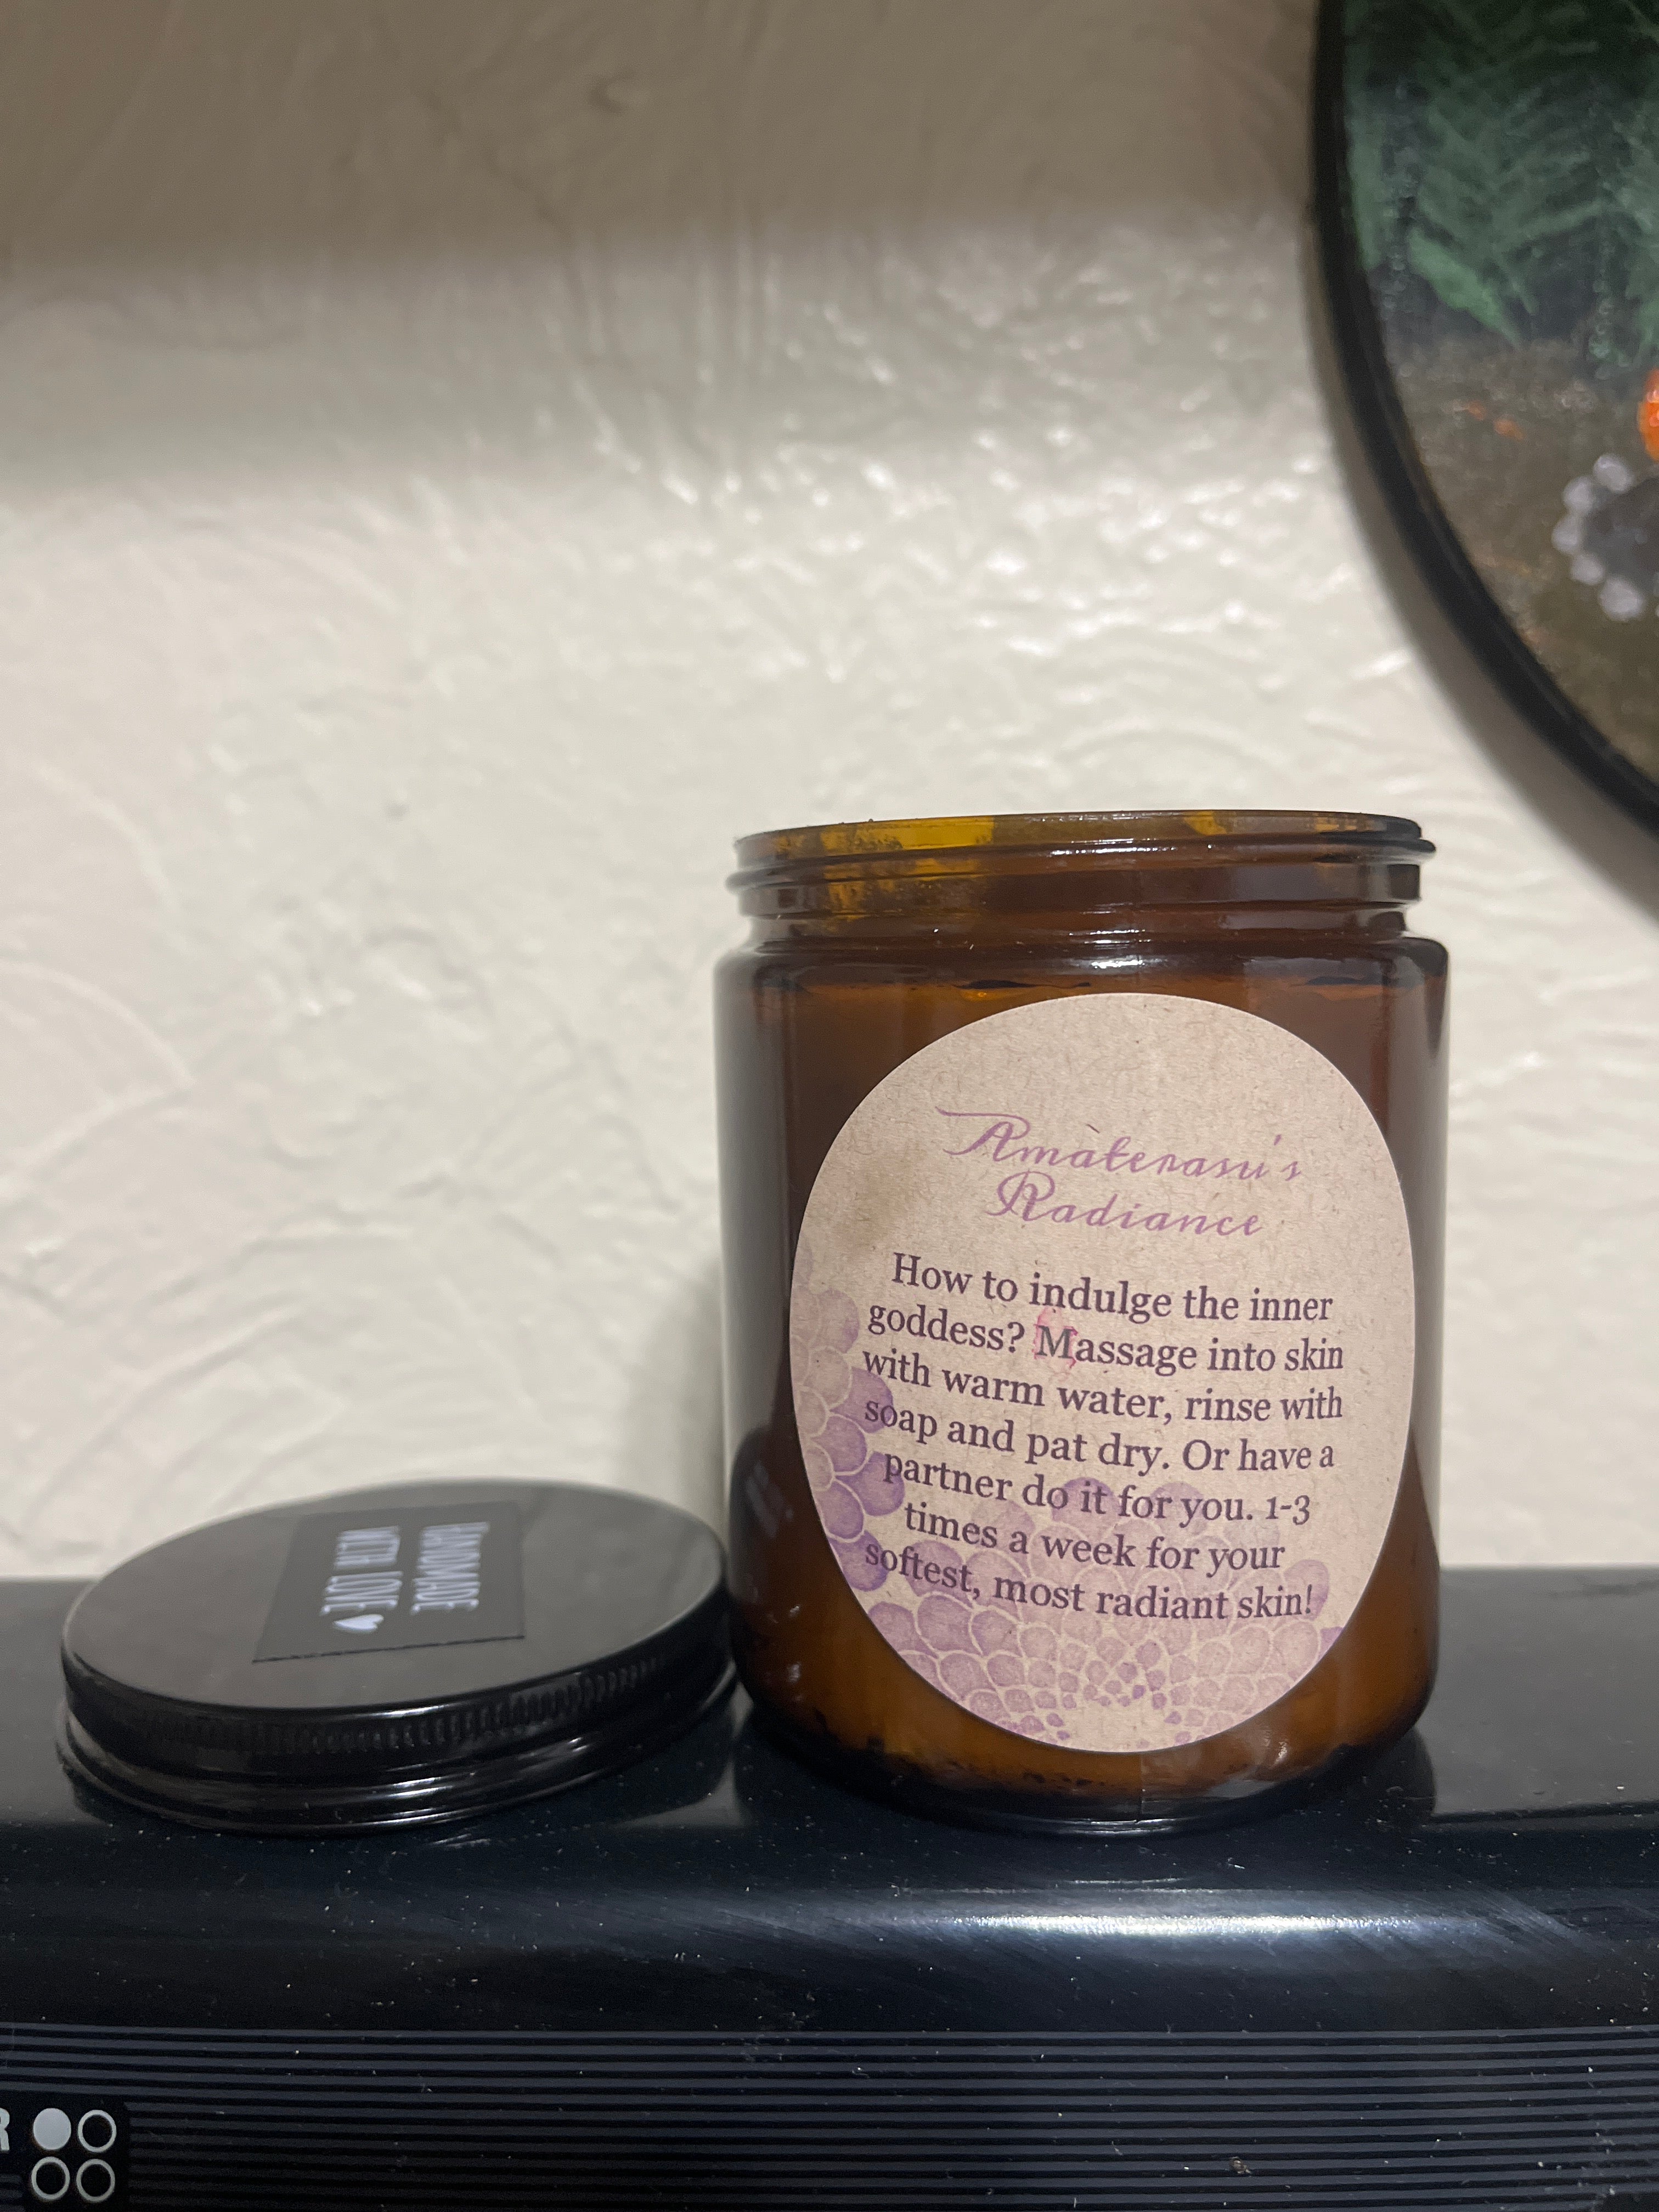 Amaterasu's
Radiance
How to indulge the inner
goddess? Massage into skin
with warm water, rinse with
soap and pat dry. Or have a
partner do it for you. 1-3
times a week for your
softest, most radiant skin!
HANDMADE
WITH LOVE
R